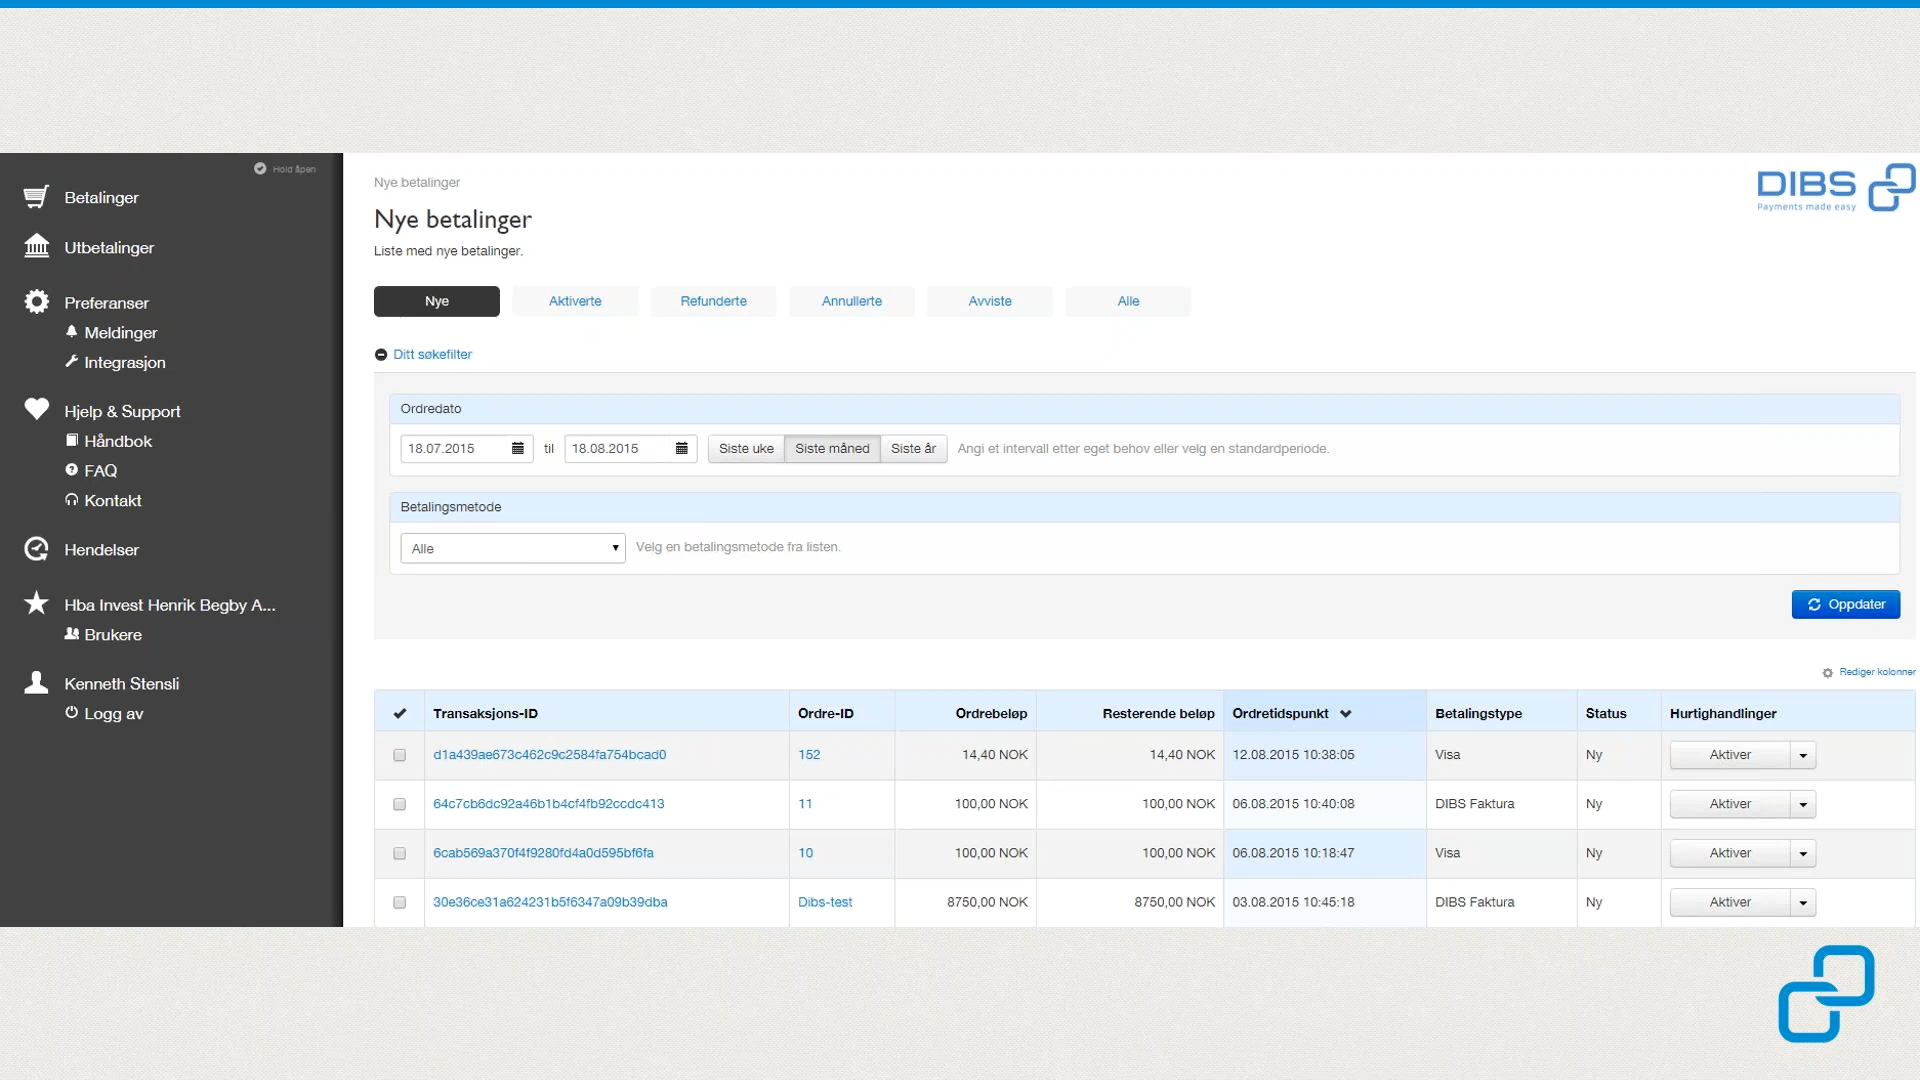 Hold åpen
Betalinger
Utbetalinger
Preferanser
Meldinger
Integrasjon
Hjelp & Support
Håndbok
FAQ
Kontakt
Hendelser
Hba Invest Henrik Begby A...
Brukere
Kenneth Stensli
Logg av
Nye betalinger
DIBS
Payments made easy
Nye betalinger
Liste med nye betalinger.
Nye Aktiverte Refunderte Annullerte Avviste Alle
Ditt søkefilter
Ordredato
18.07.2015 til 18.08.2015 Siste uke Siste måned Siste år Angi et intervall etter eget behov eller velg en standardperiode.
Betalingsmetode
Alle Velg en betalingsmetode fra listen.
Oppdater
Rediger kolonner
Transaksjons-ID Ordre-ID Ordrebeløp Resterende beløp Ordretidspunkt Betalingstype Status Hurtighandlinger
d1a439ae673c462c9c2584fa754bcad0 152 14,40 NOK 14,40 NOK 12.08.2015 10:38:05 Visa Ny Aktiver
64c7cb6dc92a46b1b4cf4fb92ccdc413 11 100,00 NOK 100,00 NOK 06.08.2015 10:40:08 DIBS Faktura Ny Aktiver
6cab569a370f4f9280fd4a0d595bf6fa 10 100,00 NOK 100,00 NOK 06.08.2015 10:18:47 Visa Ny Aktiver
30e36ce31a624231b5f6347a09b39dba Dibs-test 8750,00 NOK 8750,00 NOK 03.08.2015 10:45:18 DIBS Faktura Ny Aktiver